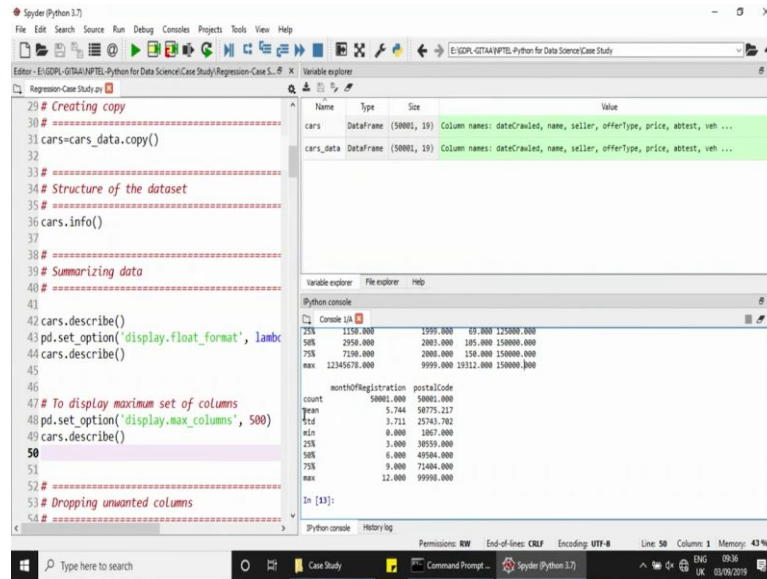 Spyder (Python 3.7)
File Edit Search Source Run Debug Consoles Projects Tools View Help
E:\GDPL-GITAA\NPTEL-Python for Data Science\Case Study
Editor - E:\GDPL-GITAA\NPTEL-Python for Data Science\Case Study\Regression-Case S...
Regression-Case Study.py
29 # Creating copy
30 # ==============================
31 cars=cars_data.copy()
32
33 # ==============================
34 # Structure of the dataset
35 # ==============================
36 cars.info()
37
38 # ==============================
39 # Summarizing data
40 # ==============================
41
42 cars.describe()
43 pd.set_option('display.float_format', lambd
44 cars.describe()
45
46
47 # To display maximum set of columns
48 pd.set_option('display.max_columns', 500)
49 cars.describe()
50
51
52 # ==============================
53 # Dropping unwanted columns
54 # ==============================
Variable explorer
Name Type Size Value
cars DataFrame (50001, 19) Column names: dateCrawled, name, seller, offerType, price, abtest, veh ...
cars_data DataFrame (50001, 19) Column names: dateCrawled, name, seller, offerType, price, abtest, veh ...
Variable explorer File explorer Help
IPython console
Console 1/A
25% 1150.000 1999.000 69.000 125000.000
50% 2950.000 2003.000 105.000 150000.000
75% 7190.000 2008.000 150.000 150000.000
max 12345678.000 9999.000 19312.000 150000.000
monthOfRegistration postalCode
count 50001.000 50001.000
mean 5.744 50775.217
std 3.711 25743.702
min 0.000 1067.000
25% 3.000 30559.000
50% 6.000 49504.000
75% 9.000 71404.000
max 12.000 99998.000
In [13]:
IPython console History log
Permissions: RW End-of-lines: CRLF Encoding: UTF-8 Line: 50 Column: 1 Memory: 43 %
Type here to search
Case Study
Command Prompt ...
Spyder (Python 3.7)
ENG
UK
09:36
03/09/2019